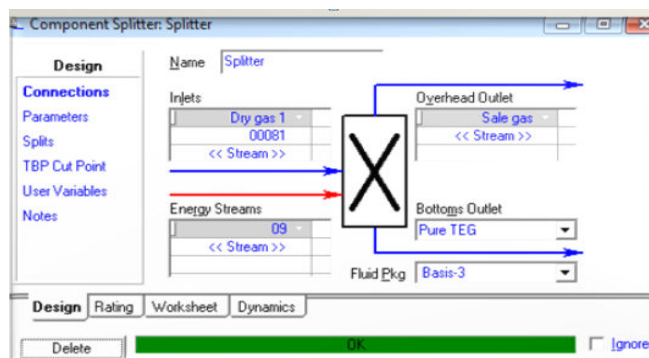 Component Splitter: Splitter
Design
Connections
Parameters
Splits
TBP Cut Point
User Variables
Notes
Name Splitter
Inlets
Dry gas 1
00081
<< Stream >>
Energy Streams
09
<< Stream >>
Overhead Outlet
Sale gas
<< Stream >>
Bottoms Outlet
Pure TEG
Fluid Pkg Basis-3
Design Rating Worksheet Dynamics
Delete OK Ignore